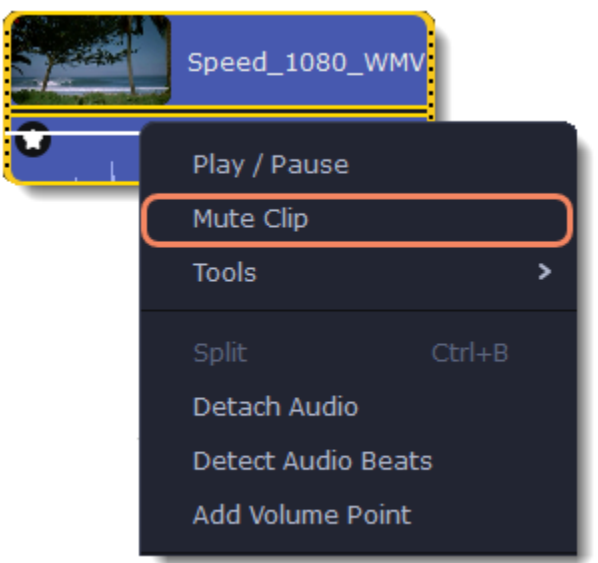 Speed_1080_WMV
Play / Pause
Mute Clip
Tools >
Split Ctrl+B
Detach Audio
Detect Audio Beats
Add Volume Point